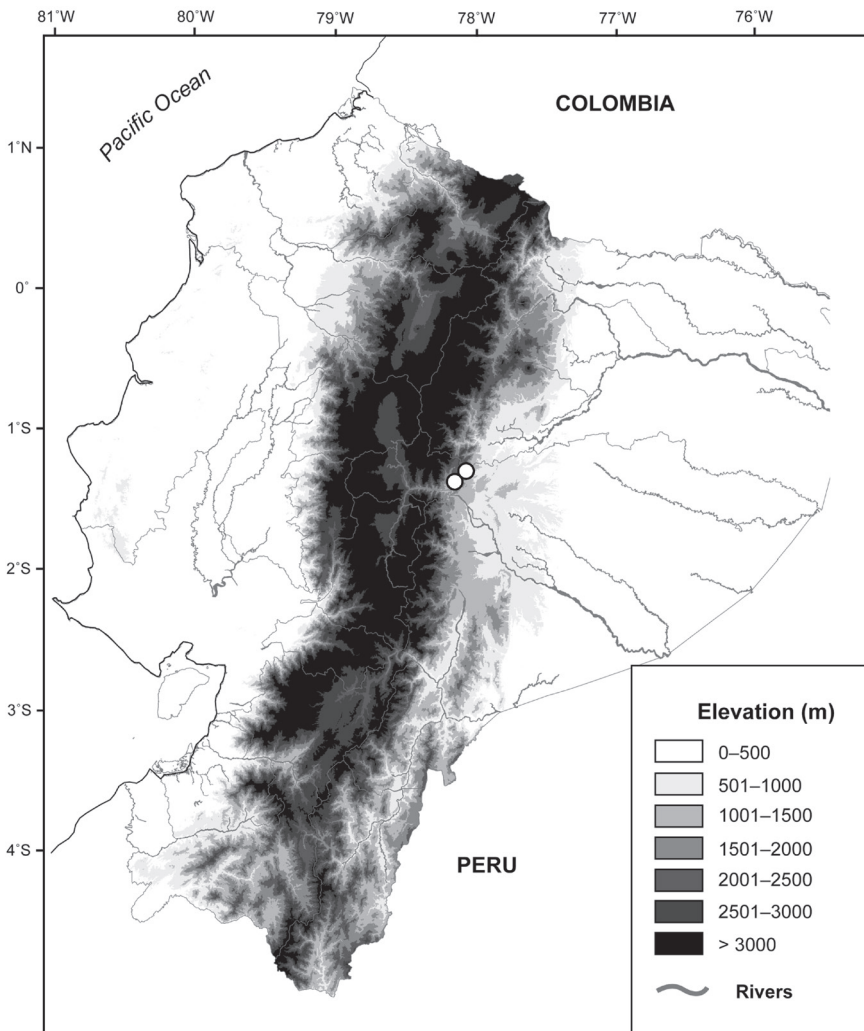 81˚W 80˚W 79˚W 78˚W 77˚W 76˚W
Pacific Ocean
COLOMBIA
1˚N
0˚
1˚S
2˚S
3˚S
4˚S
PERU
Elevation (m)
0–500
501–1000
1001–1500
1501–2000
2001–2500
2501–3000
> 3000
Rivers